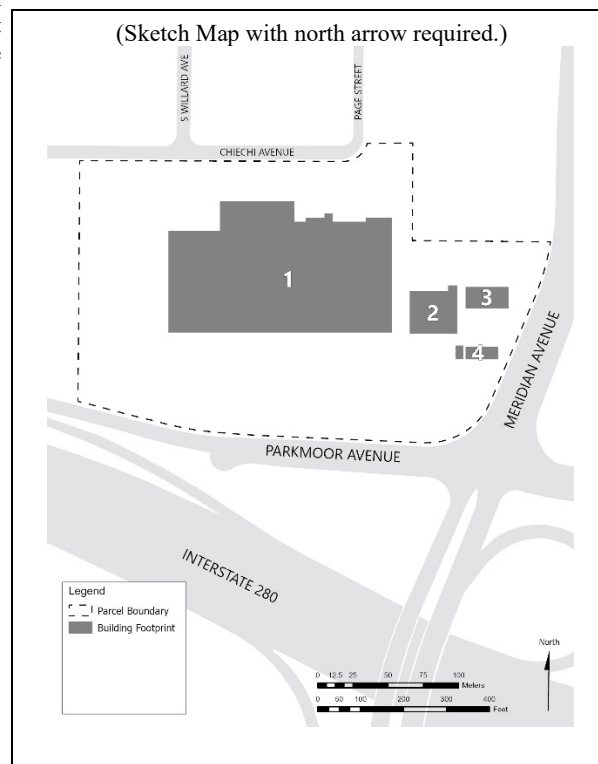 (Sketch Map with north arrow required.)
S WILLARD AVE
PAGE STREET
CHIECHI AVENUE
1
2
3
4
MERIDIAN AVENUE
PARKMOOR AVENUE
INTERSTATE 280
Legend
Parcel Boundary
Building Footprint
North
0 12.5 25 50 75 100
Meters
0 50 100 200 300 400
Feet